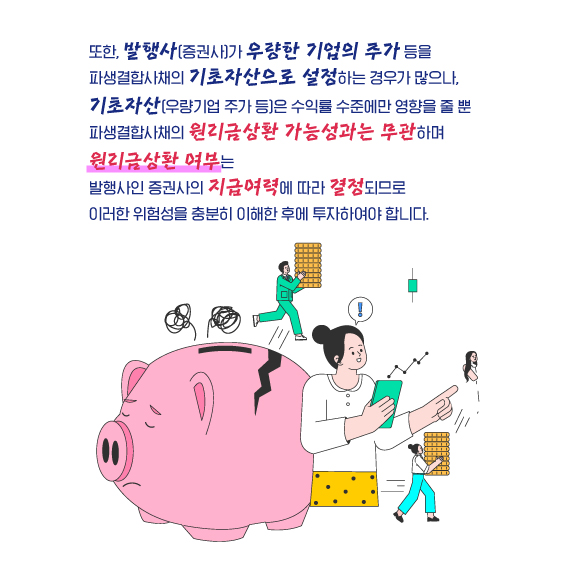 또한, 발행사(증권사)가 우량한 기업의 주가 등을
파생결합사채의 기초자산으로 설정하는 경우가 많으나,
기초자산(우량기업 주가 등)은 수익률 수준에만 영향을 줄 뿐
파생결합사채의 원리금상환 가능성과는 무관하며
원리금상환 여부는
발행사인 증권사의 지급여력에 따라 결정되므로
이러한 위험성을 충분히 이해한 후에 투자하여야 합니다.
!